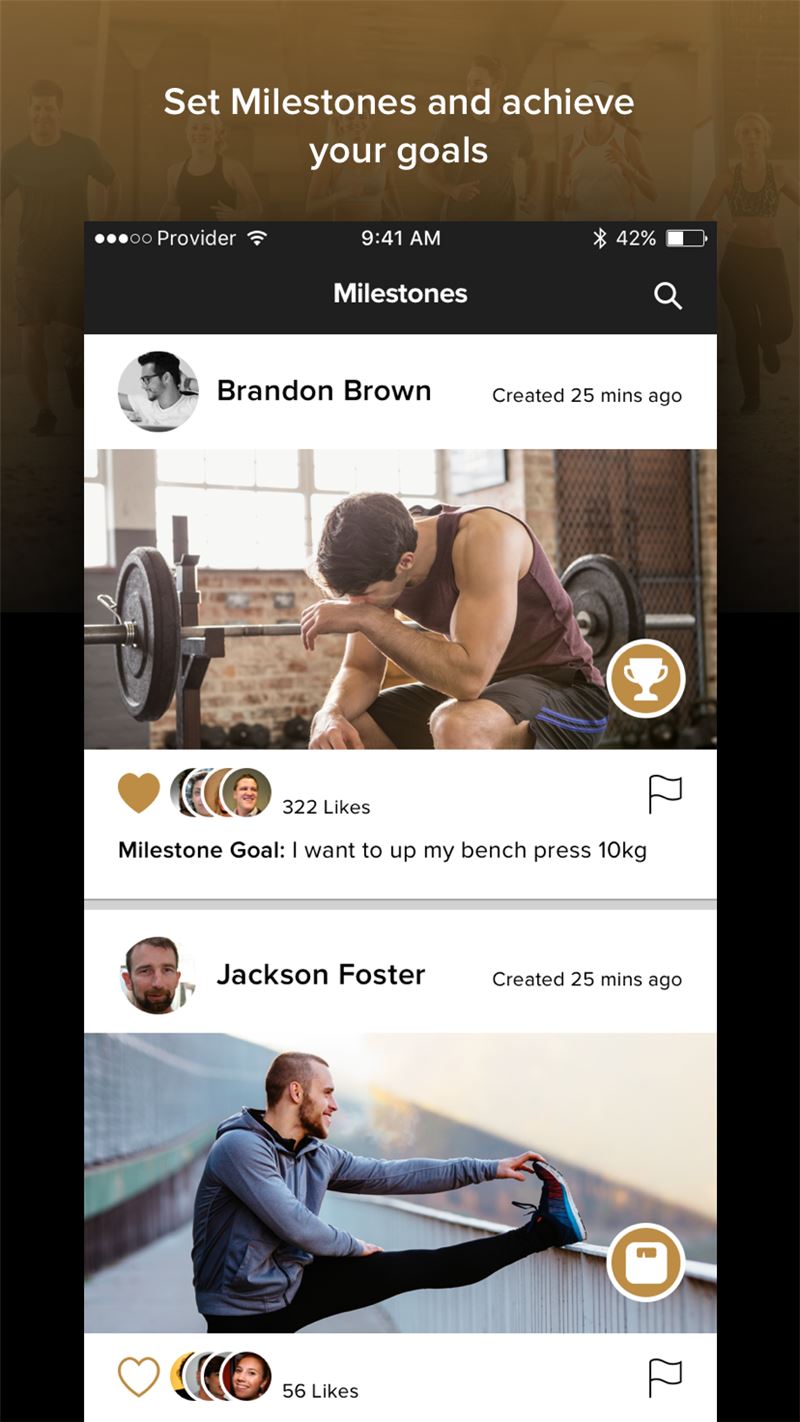 Set Milestones and achieve
your goals
Provider 9:41 AM 42%
Milestones
Brandon Brown Created 25 mins ago
322 Likes
Milestone Goal: I want to up my bench press 10kg
Jackson Foster Created 25 mins ago
56 Likes